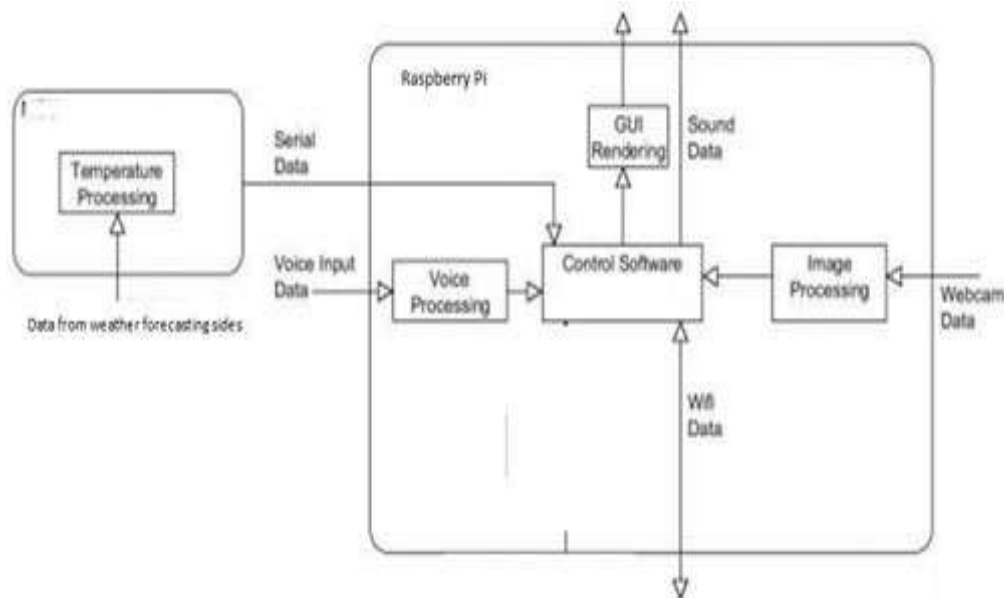 Raspberry Pi
GUI
Rendering
Sound
Data
Serial
Data
Temperature
Processing
Voice Input
Data
Voice
Processing
Control Software
Image
Processing
Webcam
Data
Data from weather forecasting sides
Wifi
Data